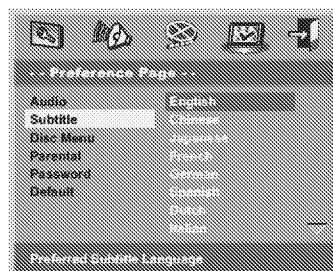 - - Preference Page - -
Audio
Subtitle
Disc Menu
Parental
Password
Default
English
Chinese
Japanese
French
German
Spanish
Dutch
Italian
Preferred Subtitle Language